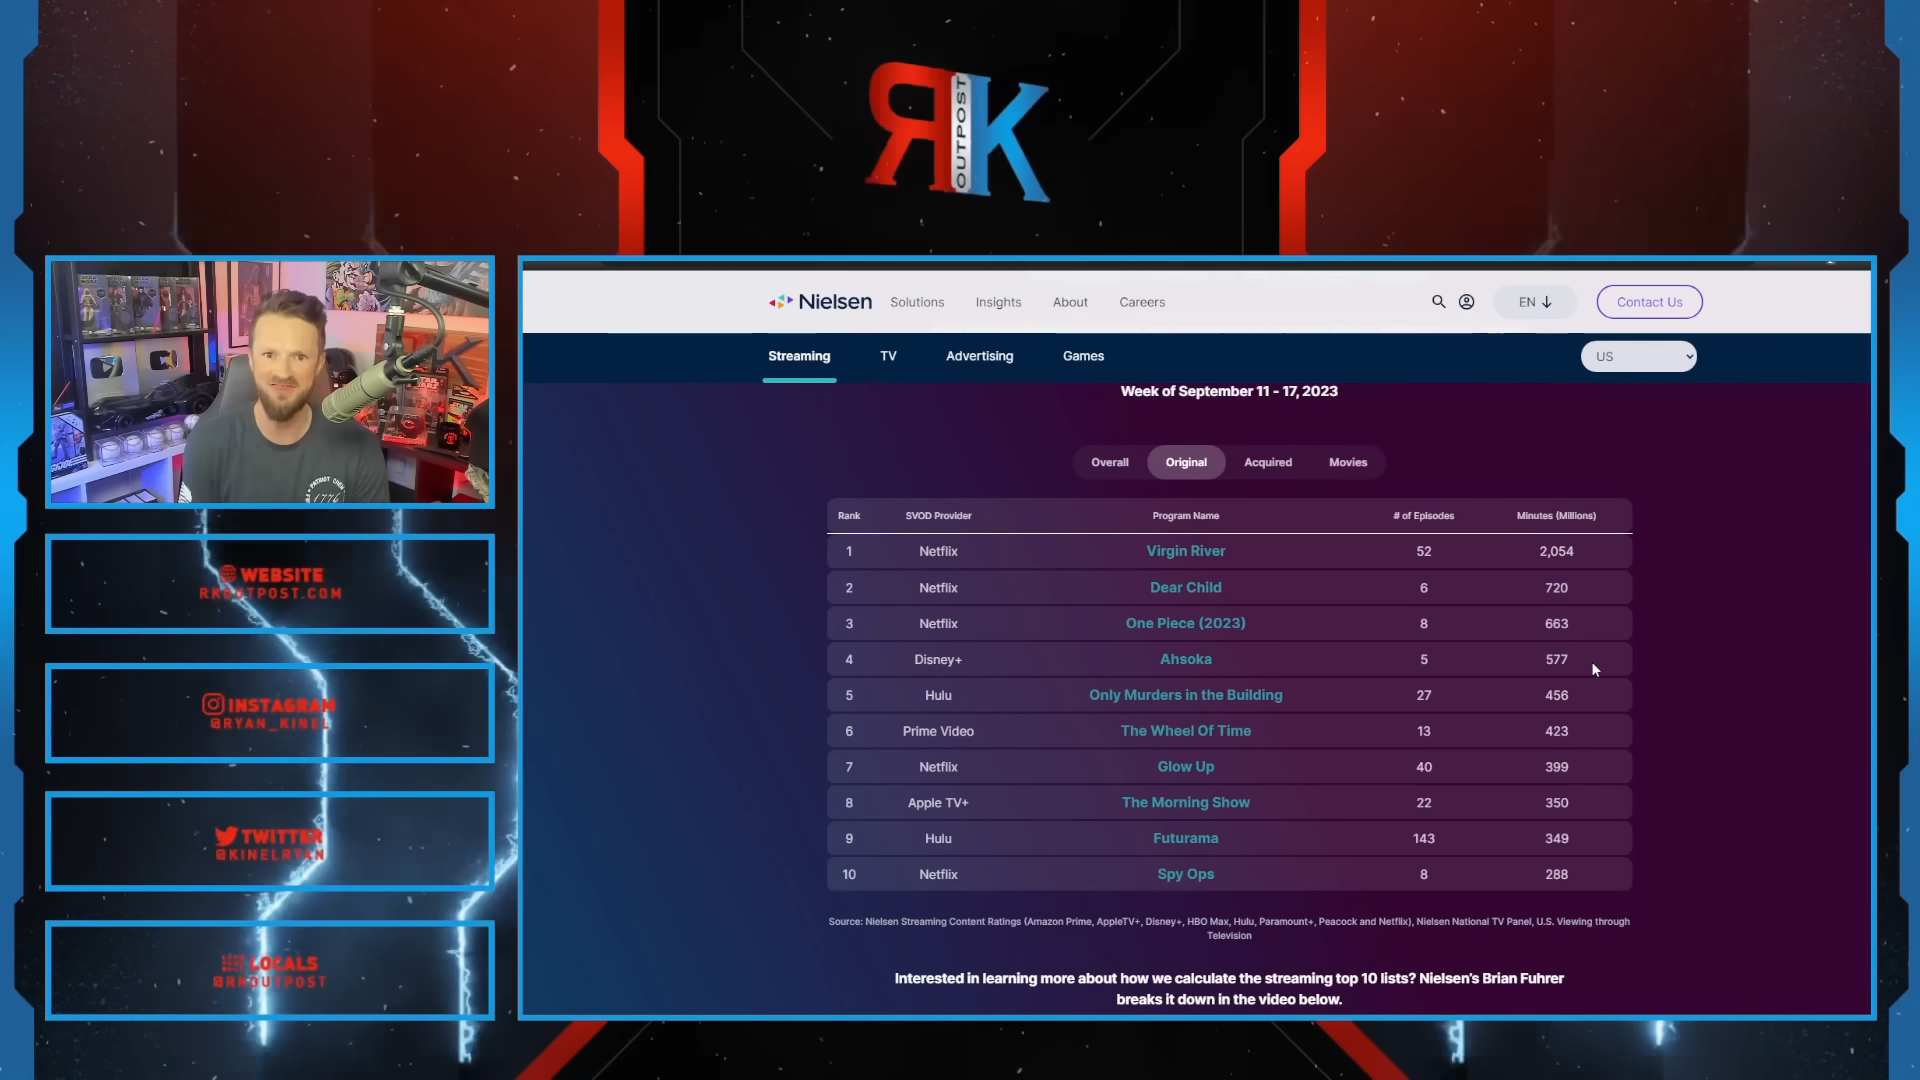 RK
OUTPOST
WEBSITE
RKOUTPOST.COM
INSTAGRAM
@RYAN_KINEL
TWITTER
@KINELRYAN
LOCALS
@RKOUTPOST
Nielsen Solutions Insights About Careers EN Contact Us
Streaming TV Advertising Games US
Week of September 11 - 17, 2023
Overall Original Acquired Movies
Rank SVOD Provider Program Name # of Episodes Minutes (Millions)
1 Netflix Virgin River 52 2,054
2 Netflix Dear Child 6 720
3 Netflix One Piece (2023) 8 663
4 Disney+ Ahsoka 5 577
5 Hulu Only Murders in the Building 27 456
6 Prime Video The Wheel Of Time 13 423
7 Netflix Glow Up 40 399
8 Apple TV+ The Morning Show 22 350
9 Hulu Futurama 143 349
10 Netflix Spy Ops 8 288
Source: Nielsen Streaming Content Ratings (Amazon Prime, AppleTV+, Disney+, HBO Max, Hulu, Paramount+, Peacock and Netflix), Nielsen National TV Panel, U.S. Viewing through
Television
Interested in learning more about how we calculate the streaming top 10 lists? Nielsen's Brian Fuhrer
breaks it down in the video below.